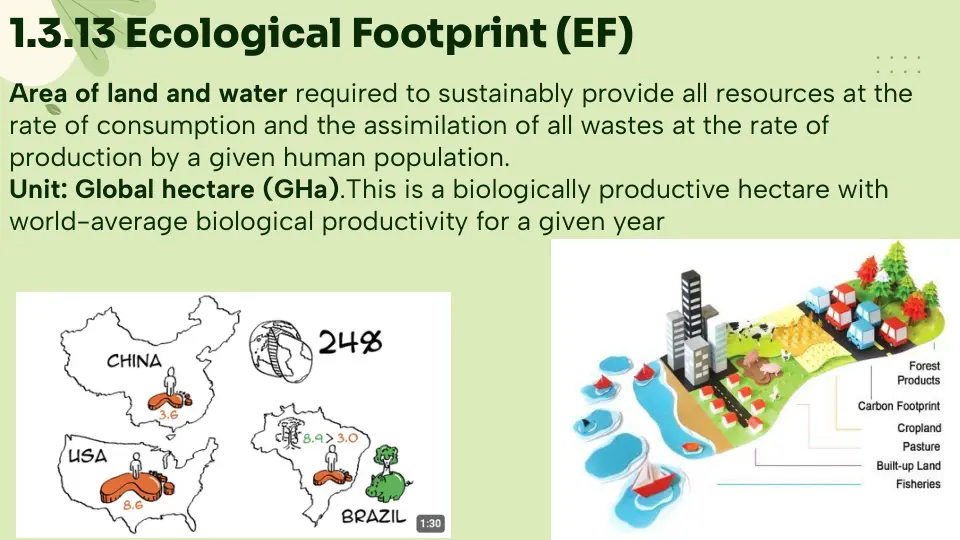 1.3.13 Ecological Footprint (EF)
Area of land and water required to sustainably provide all resources at the
rate of consumption and the assimilation of all wastes at the rate of
production by a given human population.
Unit: Global hectare (GHa).This is a biologically productive hectare with
world-average biological productivity for a given year
CHINA
3.6
24%
USA
8.6
8.9 > 3.0
BRAZIL
1:30
Forest
Products
Carbon Footprint
Cropland
Pasture
Built-up Land
Fisheries